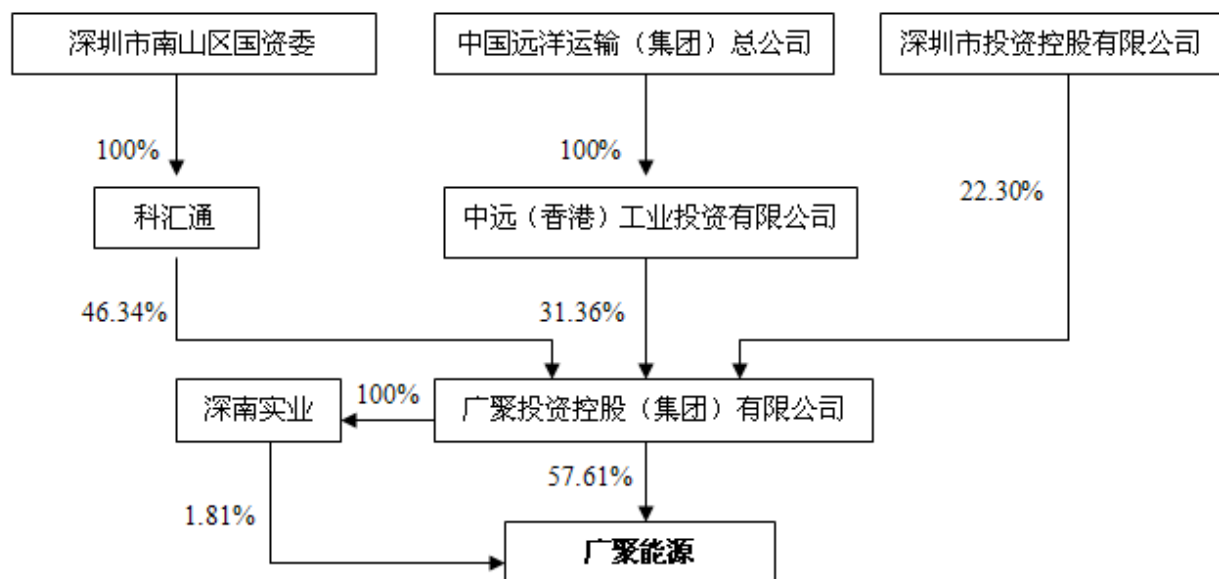 深圳市南山区国资委
中国远洋运输（集团）总公司
深圳市投资控股有限公司
100%
100%
22.30%
科汇通
中远（香港）工业投资有限公司
46.34%
31.36%
深南实业
100%
广聚投资控股（集团）有限公司
57.61%
1.81%
广聚能源